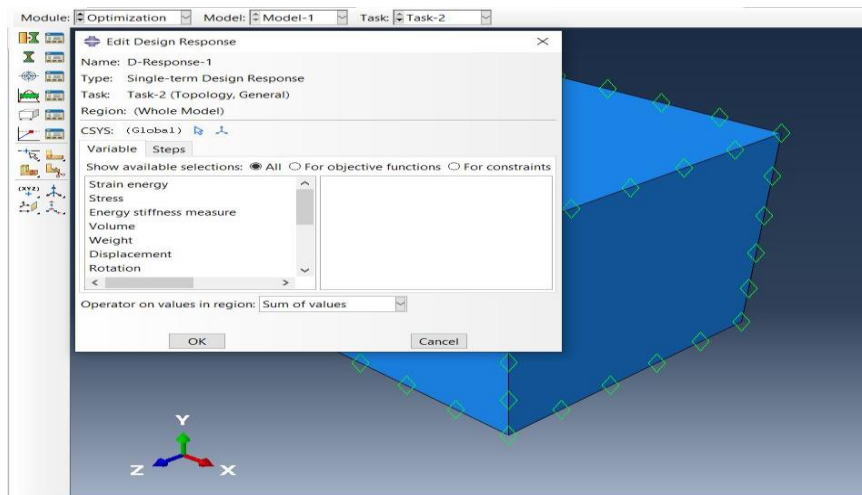 Module: Optimization Model: Model-1 Task: Task-2
Edit Design Response
Name: D-Response-1
Type: Single-term Design Response
Task: Task-2 (Topology, General)
Region: (Whole Model)
CSYS: (Global)
Variable Steps
Show available selections: All For objective functions For constraints
Strain energy
Stress
Energy stiffness measure
Volume
Weight
Displacement
Rotation
Operator on values in region: Sum of values
OK Cancel
(XYZ)
Y
Z X